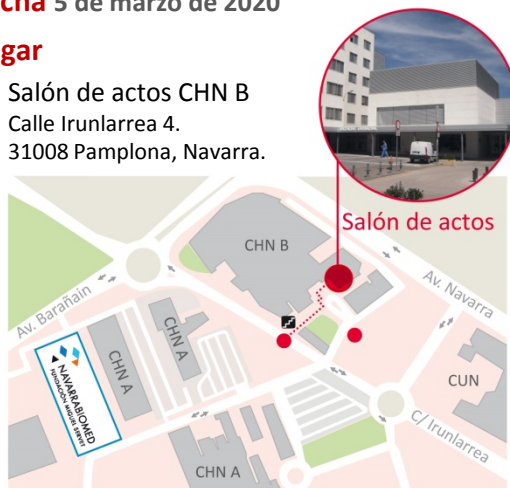 cha 5 de marzo de 2020
gar
Salón de actos CHN B
Calle Irunlarrea 4.
31008 Pamplona, Navarra.
Salón de actos
CHN B
Av. Navarra
Av. Barañain
CHN A
CHN A
NAVARRABIOMED
FUNDACIÓN MIGUEL SERVET
CUN
C/ Irunlarrea
CHN A